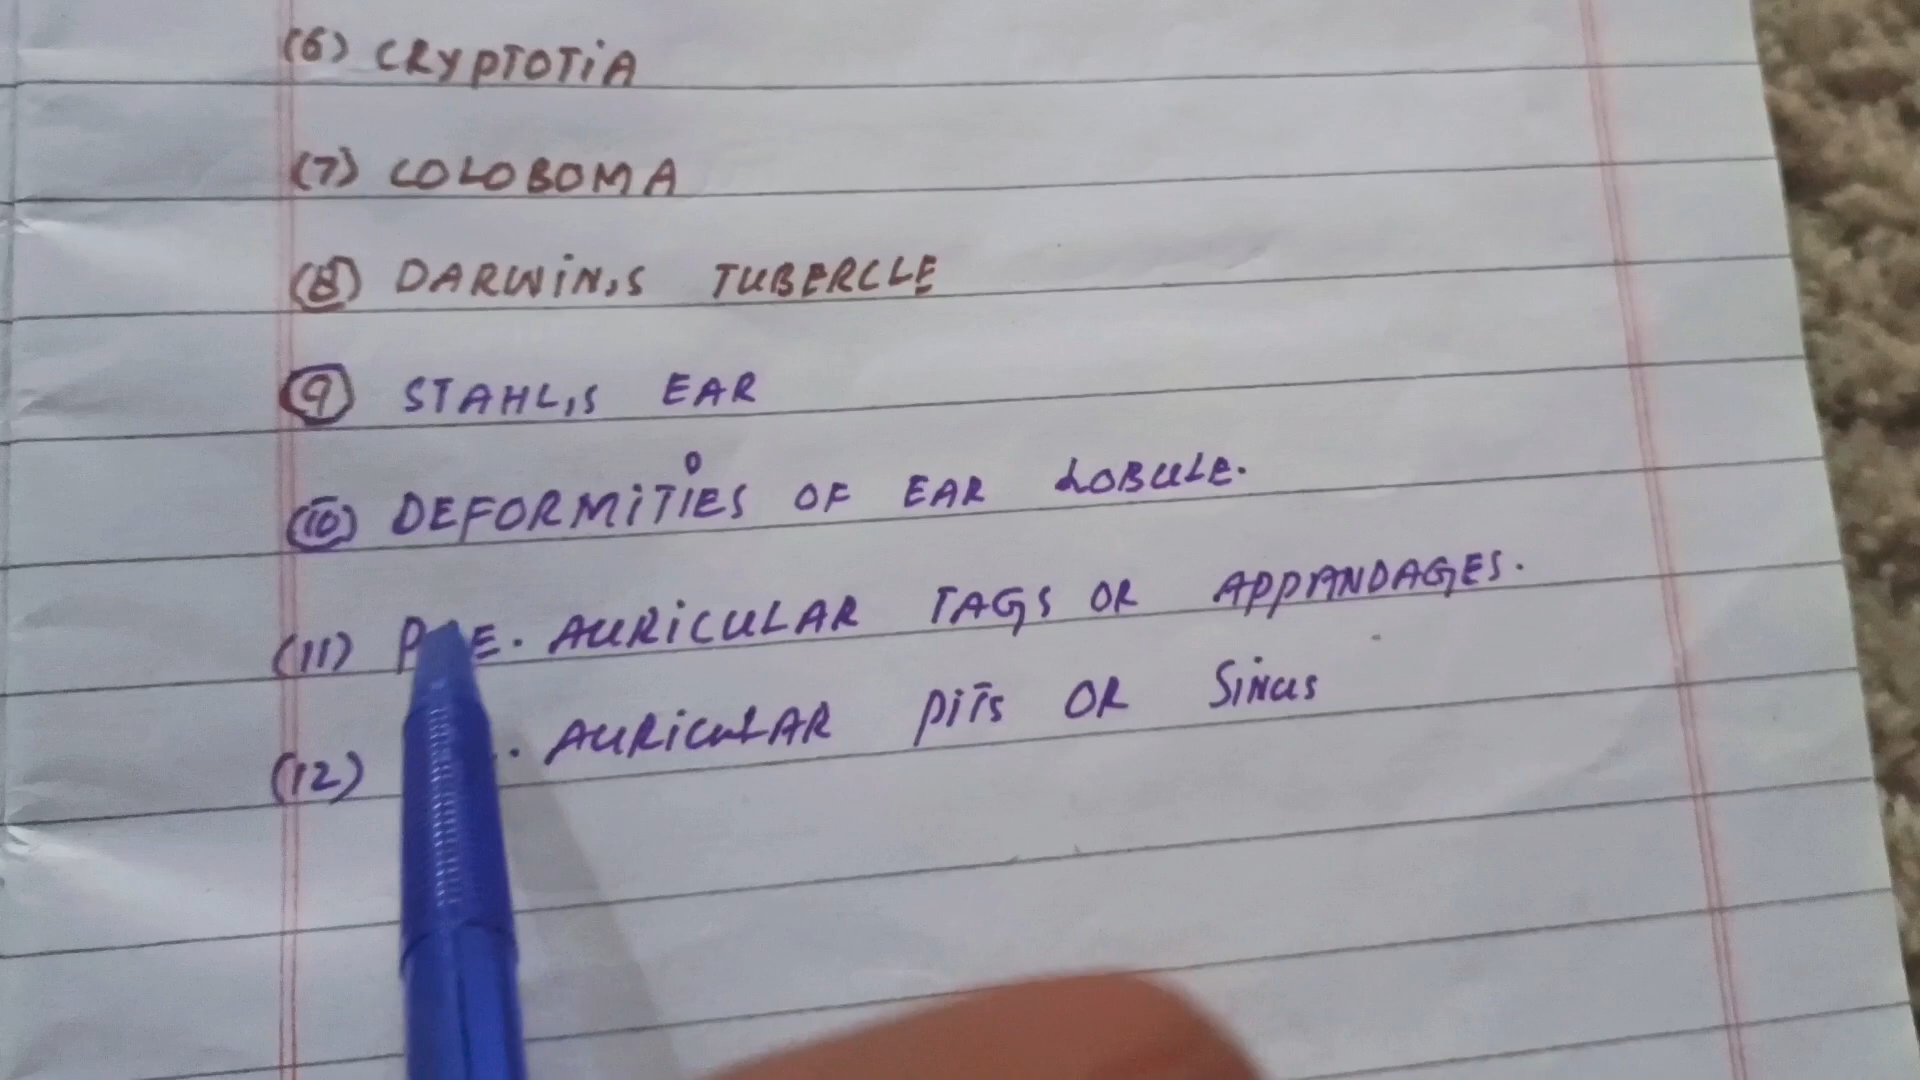 (6) CRYPTOTiA
(7) COLOBOMA
(8) DARWiN,S TUBERCLE
(9) STAHL,S EAR
(10) DEFORMiTiES OF EAR LOBULE.
(11) PRE. AURiCULAR TAGS OR APPANDAGES.
(12) . AURiCULAR PiTS OR SiNUS